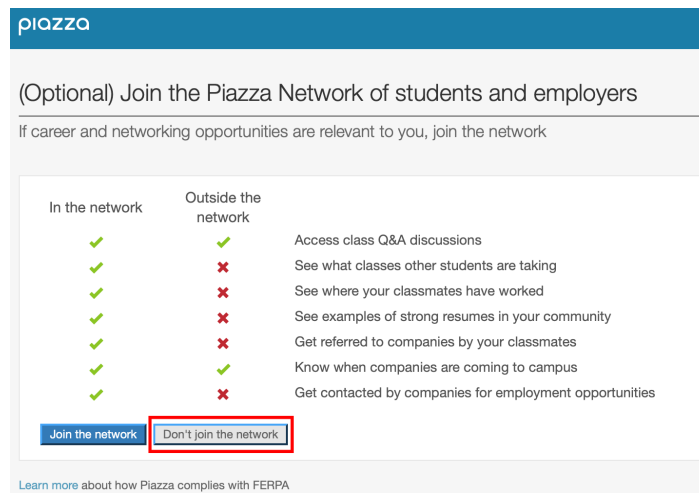 piazza
(Optional) Join the Piazza Network of students and employers
If career and networking opportunities are relevant to you, join the network
In the network
Outside the
network
Access class Q&A discussions
See what classes other students are taking
See where your classmates have worked
See examples of strong resumes in your community
Get referred to companies by your classmates
Know when companies are coming to campus
Get contacted by companies for employment opportunities
Join the network Don't join the network
Learn more about how Piazza complies with FERPA